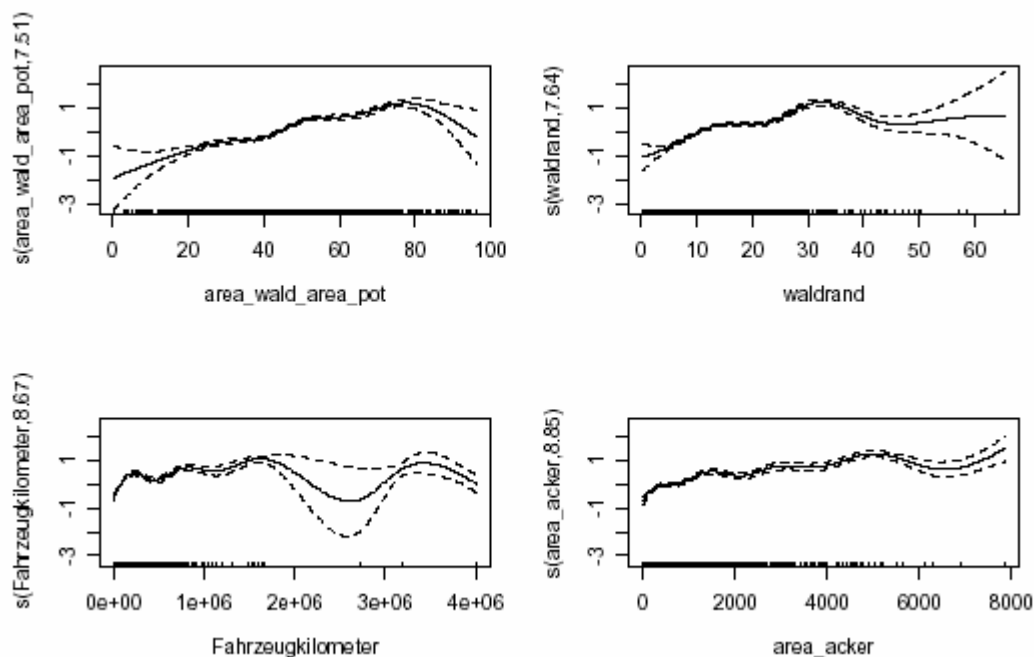 s(area_wald_area_pot,7.51)
1
-1
-3
0 20 40 60 80 100
area_wald_area_pot
s(waldrand,7.64)
1
-1
-3
0 10 20 30 40 50 60
waldrand
s(Fahrzeugkilometer,8.67)
1
-1
-3
0e+00 1e+06 2e+06 3e+06 4e+06
Fahrzeugkilometer
s(area_acker,8.85)
1
-1
-3
0 2000 4000 6000 8000
area_acker